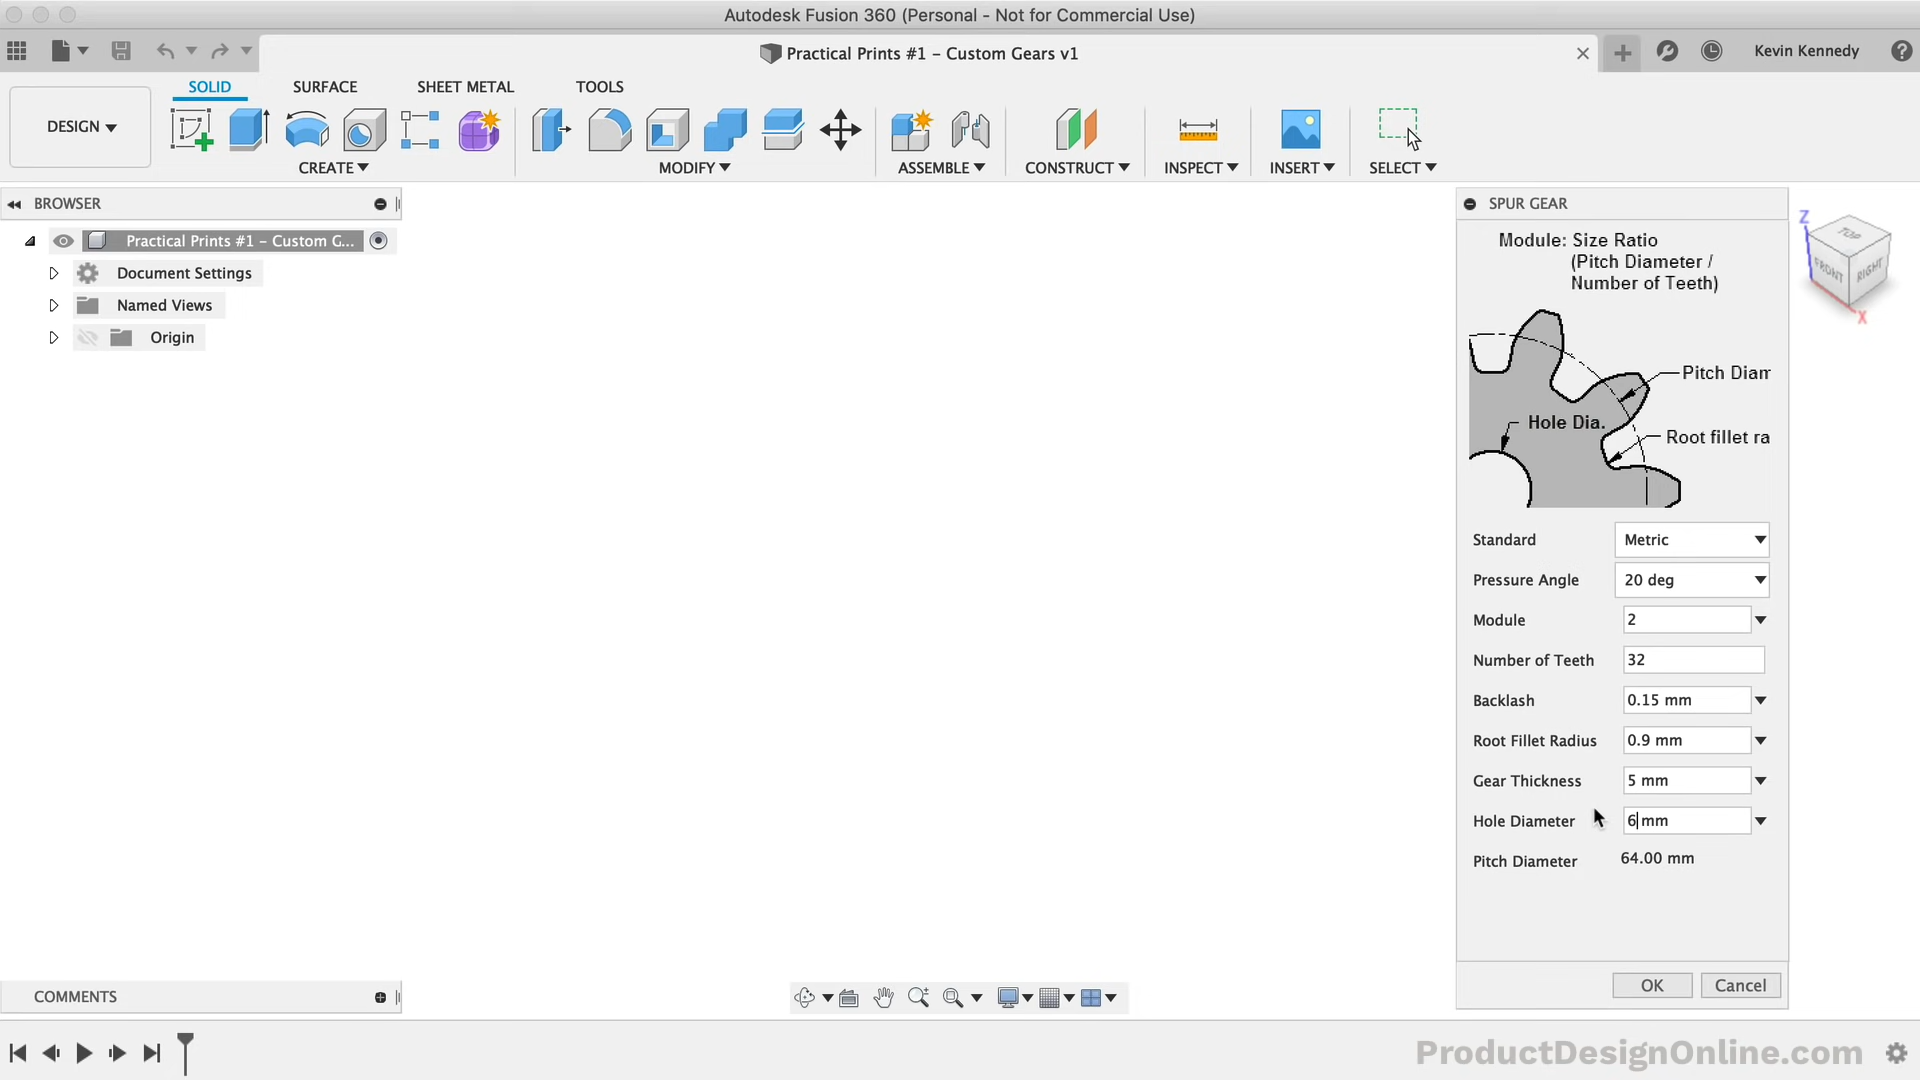 Autodesk Fusion 360 (Personal - Not for Commercial Use)
Practical Prints #1 - Custom Gears v1
Kevin Kennedy
SOLID SURFACE SHEET METAL TOOLS
DESIGN
CREATE MODIFY ASSEMBLE CONSTRUCT INSPECT INSERT SELECT
BROWSER
Practical Prints #1 - Custom G...
Document Settings
Named Views
Origin
SPUR GEAR
Module: Size Ratio
(Pitch Diameter /
Number of Teeth)
Pitch Diam
Hole Dia.
Root fillet ra
Standard Metric
Pressure Angle 20 deg
Module 2
Number of Teeth 32
Backlash 0.15 mm
Root Fillet Radius 0.9 mm
Gear Thickness 5 mm
Hole Diameter 6 mm
Pitch Diameter 64.00 mm
OK Cancel
Z
TOP
FRONT RIGHT
X
COMMENTS
ProductDesignOnline.com